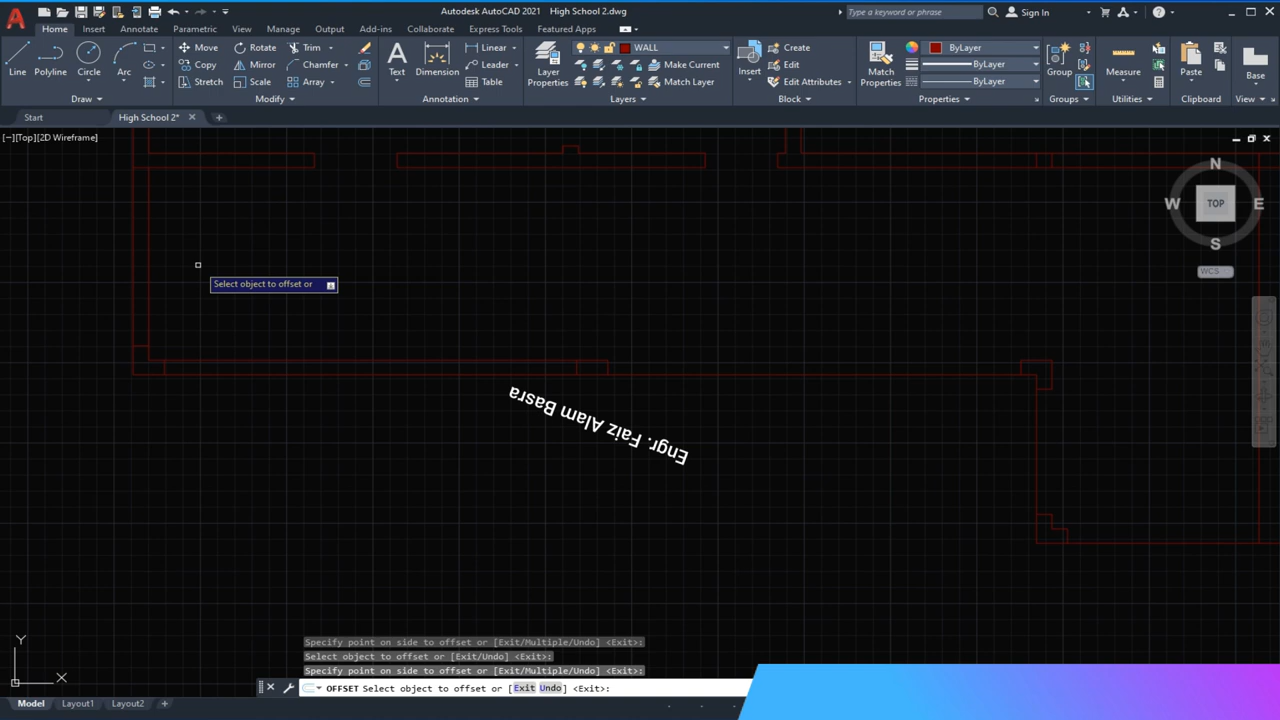 Autodesk AutoCAD 2021 High School 2.dwg
Type a keyword or phrase
Sign In
Home Insert Annotate Parametric View Manage Output Add-ins Collaborate Express Tools Featured Apps
Line Polyline Circle Arc
Move Rotate Trim
Copy Mirror Chamfer
Stretch Scale Array
Text Dimension
Linear
Leader
Table
Layer
Properties
WALL
Make Current
Match Layer
Insert
Create
Edit
Edit Attributes
Match
Properties
ByLayer
ByLayer
ByLayer
Group
Measure
Paste
Base
Draw Modify Annotation Layers Block Properties Groups Utilities Clipboard View
Start High School 2*
[−][Top][2D Wireframe]
N
W TOP E
S
WCS
Select object to offset or
Engr. Faiz Alam Basra
Specify point on side to offset or [Exit/Multiple/Undo] <Exit>:
Select object to offset or [Exit/Undo] <Exit>:
Specify point on side to offset or [Exit/Multiple/Undo] <Exit>:
OFFSET Select object to offset or [Exit Undo] <Exit>:
Y
X
Model Layout1 Layout2